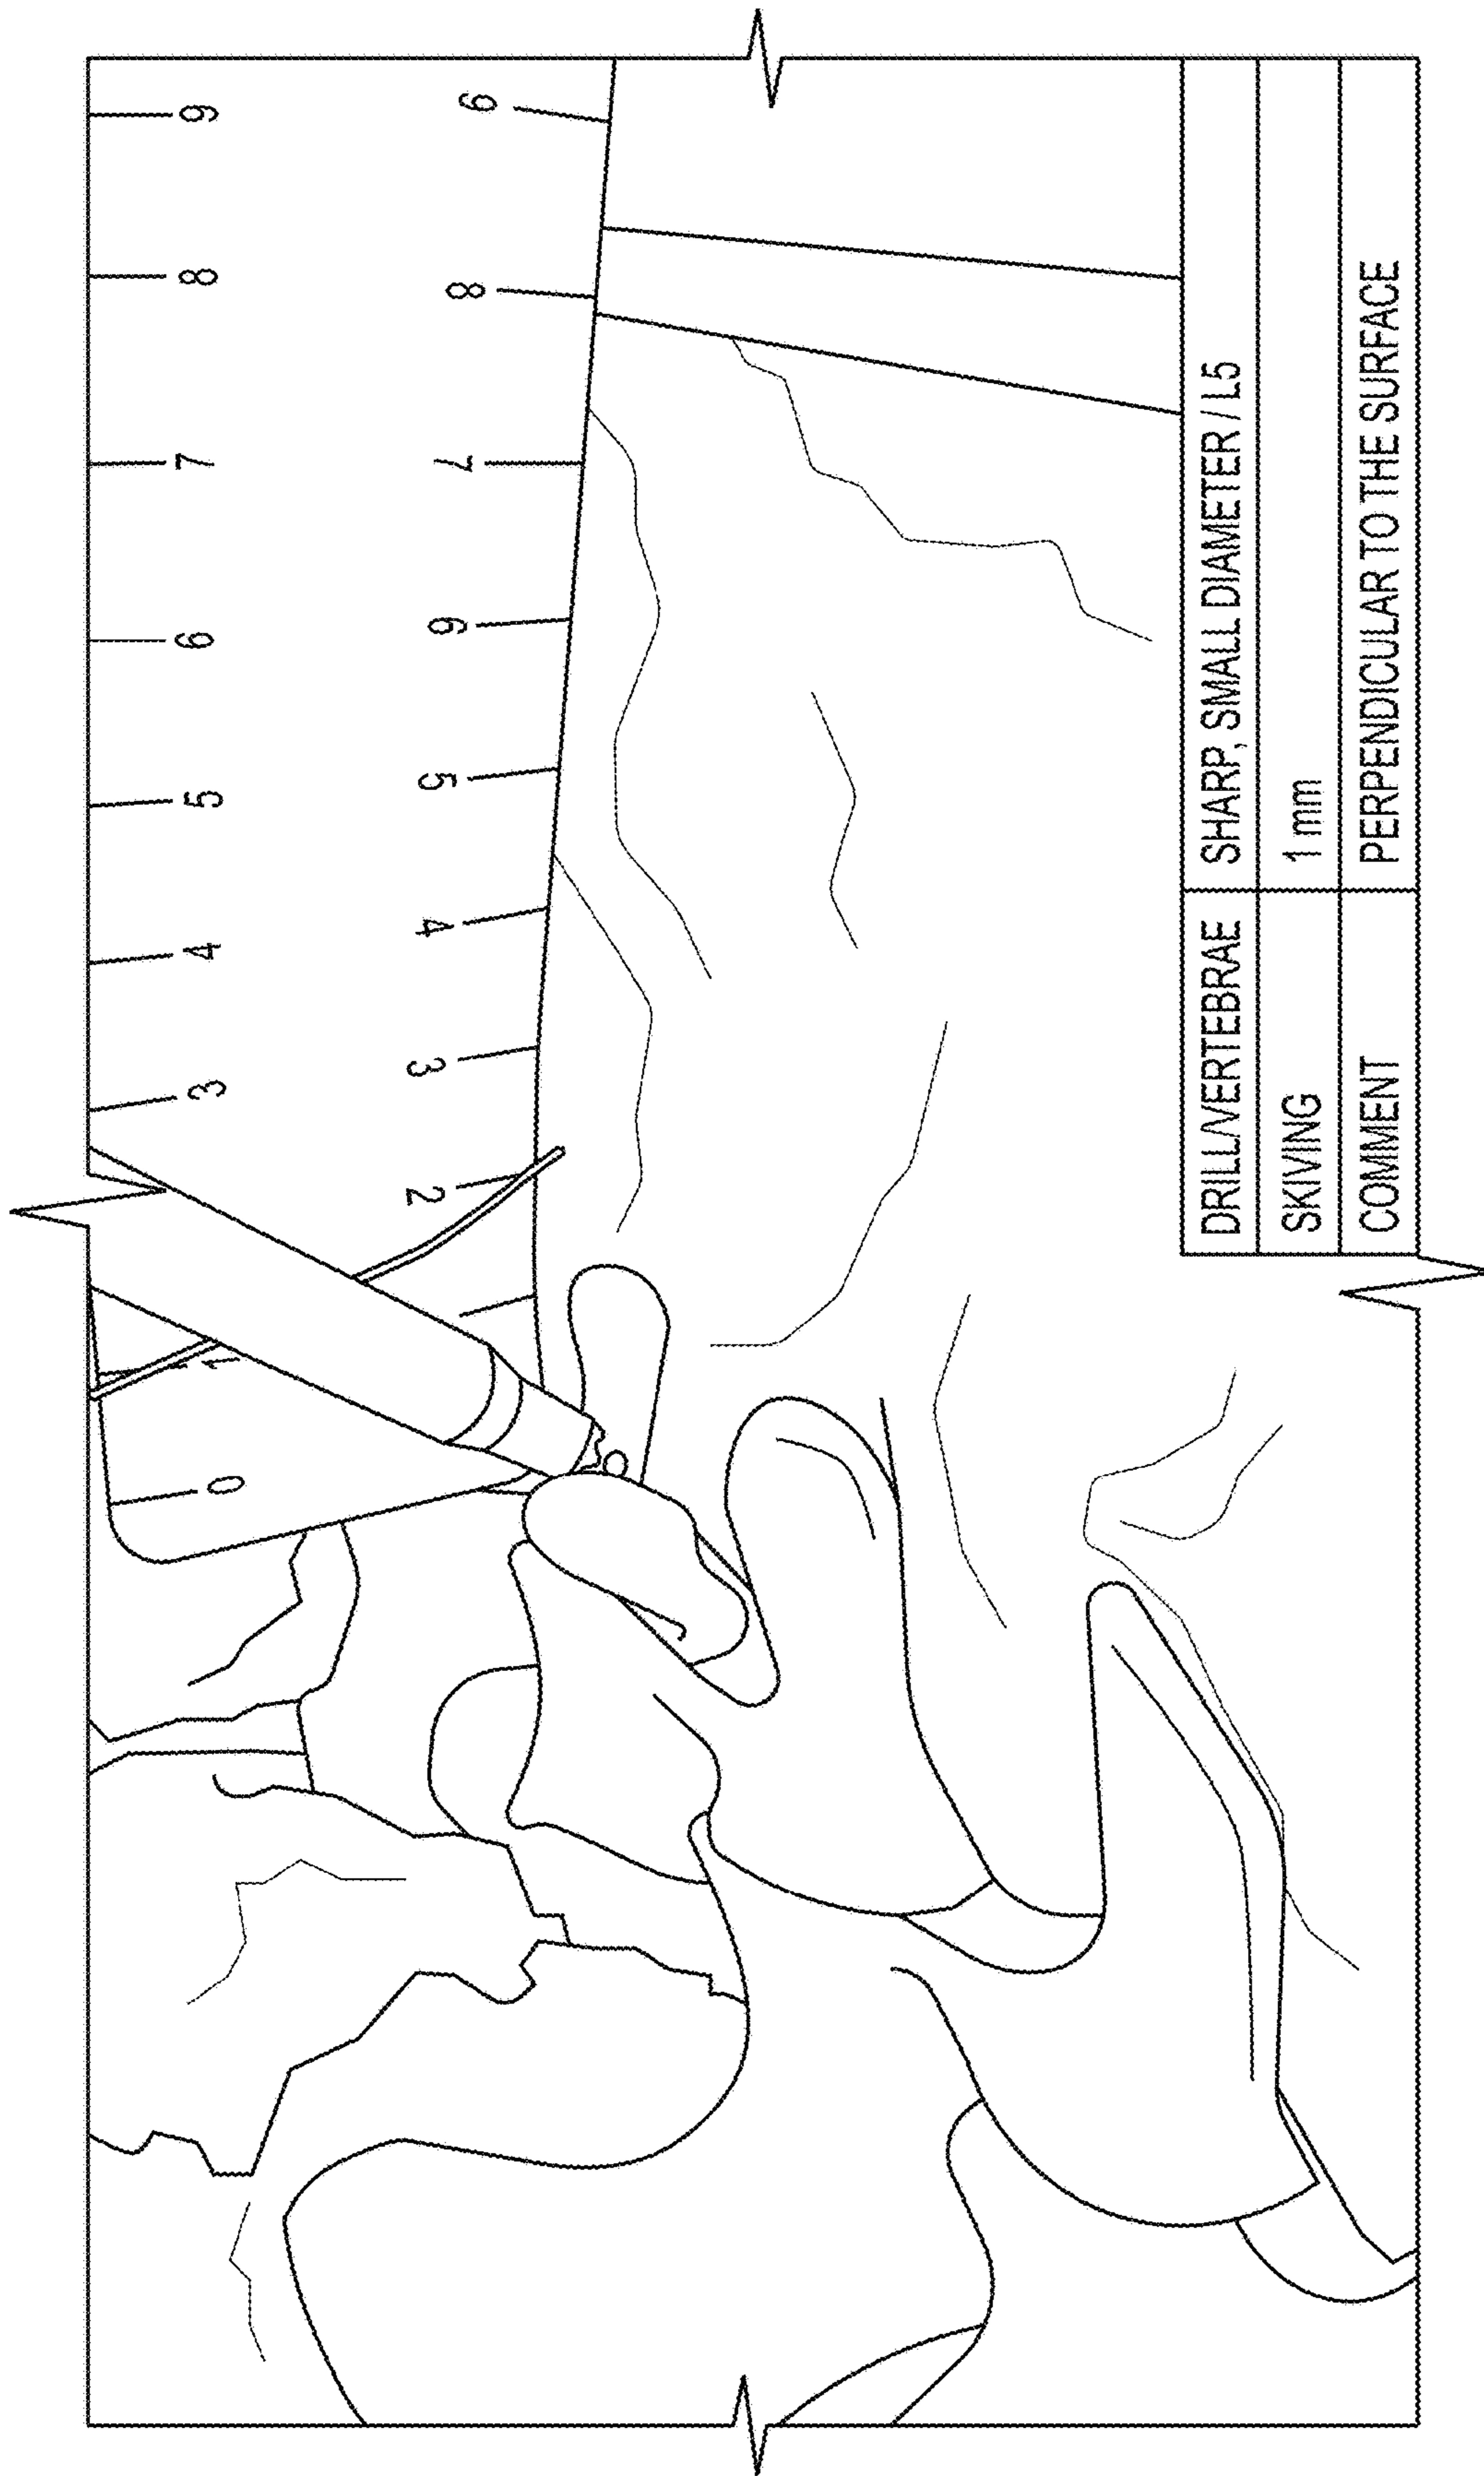 0 1 3 4 5 6 7 8 9
2 3 4 5 6 7 8 9
DRILL/VERTEBRAE SHARP, SMALL DIAMETER / L5
SKIVING 1 mm
COMMENT PERPENDICULAR TO THE SURFACE